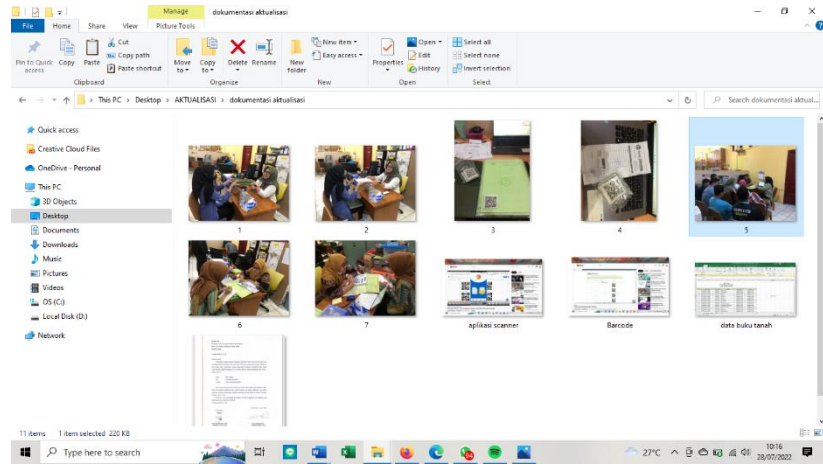 Manage
dokumentasi aktualisasi
File
Home
Share
View
Picture Tools
Pin to Quick access
Copy
Paste
Cut
Copy path
Paste shortcut
Clipboard
Move to
Copy to
Delete
Rename
Organize
New folder
New item
Easy access
New
Properties
Open
Edit
History
Open
Select all
Select none
Invert selection
Select
This PC > Desktop > AKTUALISASI > dokumentasi aktualisasi
Search dokumentasi aktual...
Quick access
Creative Cloud Files
OneDrive - Personal
This PC
3D Objects
Desktop
Documents
Downloads
Music
Pictures
Videos
OS (C:)
Local Disk (D:)
Network
1
2
3
4
5
6
7
aplikasi scanner
Barcode
data buku tanah
11 items
1 item selected 220 KB
Type here to search
94
27°C
10:16
28/07/2022